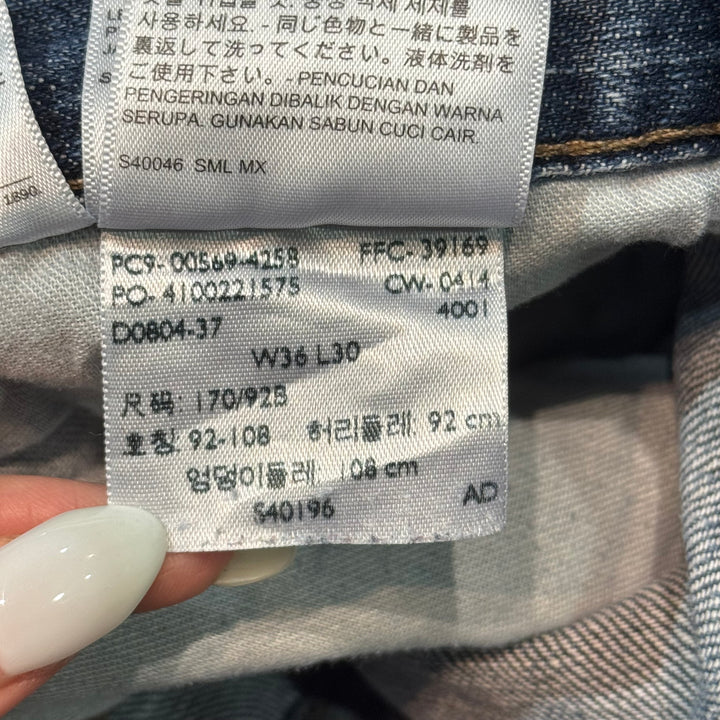 사용하세요. - 同じ色物と一緒に製品を
裏返して洗ってください。液体洗剤を
ご使用下さい。- PENCUCIAN DAN
PENGERINGAN DIBALIK DENGAN WARNA
SERUPA. GUNAKAN SABUN CUCI CAIR.
S40046 SML MX
PC9-00569-4258 FFC-39169
PO-4100221575 CW-0414
4001
D0804-37
W36 L30
尺码: 170/92B
호칭 92-108 허리둘레 92 cm
엉덩이둘레 108 cm
S40196 AD